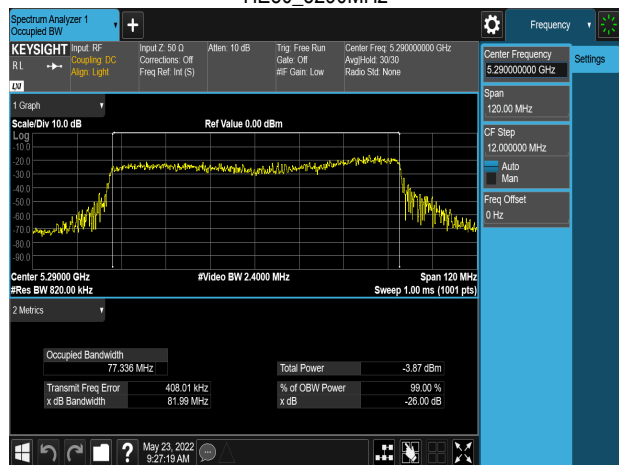 HE80_5290MHz
Spectrum Analyzer 1
Occupied BW
Frequency
KEYSIGHT
Input: RF
Coupling: DC
Align: Light
Input Z: 50 Ω
Corrections: Off
Freq Ref: Int (S)
Atten: 10 dB
Trig: Free Run
Gate: Off
#IF Gain: Low
Center Freq: 5.290000000 GHz
Avg|Hold: 30/30
Radio Std: None
R L
LXI
Center Frequency
5.290000000 GHz
Settings
Span
120.00 MHz
CF Step
12.000000 MHz
Auto
Man
Freq Offset
0 Hz
1 Graph
Scale/Div 10.0 dB
Ref Value 0.00 dBm
Log
-10.0
-20.0
-30.0
-40.0
-50.0
-60.0
-70.0
-80.0
-90.0
Center 5.29000 GHz
#Video BW 2.4000 MHz
Span 120 MHz
#Res BW 820.00 kHz
Sweep 1.00 ms (1001 pts)
2 Metrics
Occupied Bandwidth
77.336 MHz
Total Power
-3.87 dBm
Transmit Freq Error
408.01 kHz
% of OBW Power
99.00 %
x dB Bandwidth
81.99 MHz
x dB
-26.00 dB
May 23, 2022
9:27:19 AM